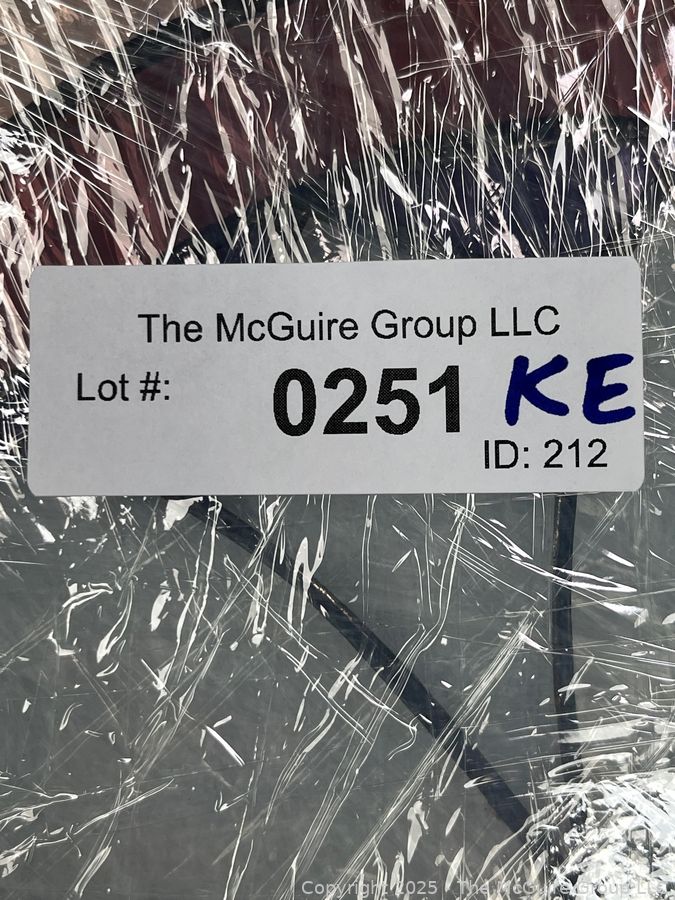 The McGuire Group LLC
Lot #: 0251 KE
ID: 212
Copyright 2025 The McGuire Group LLC